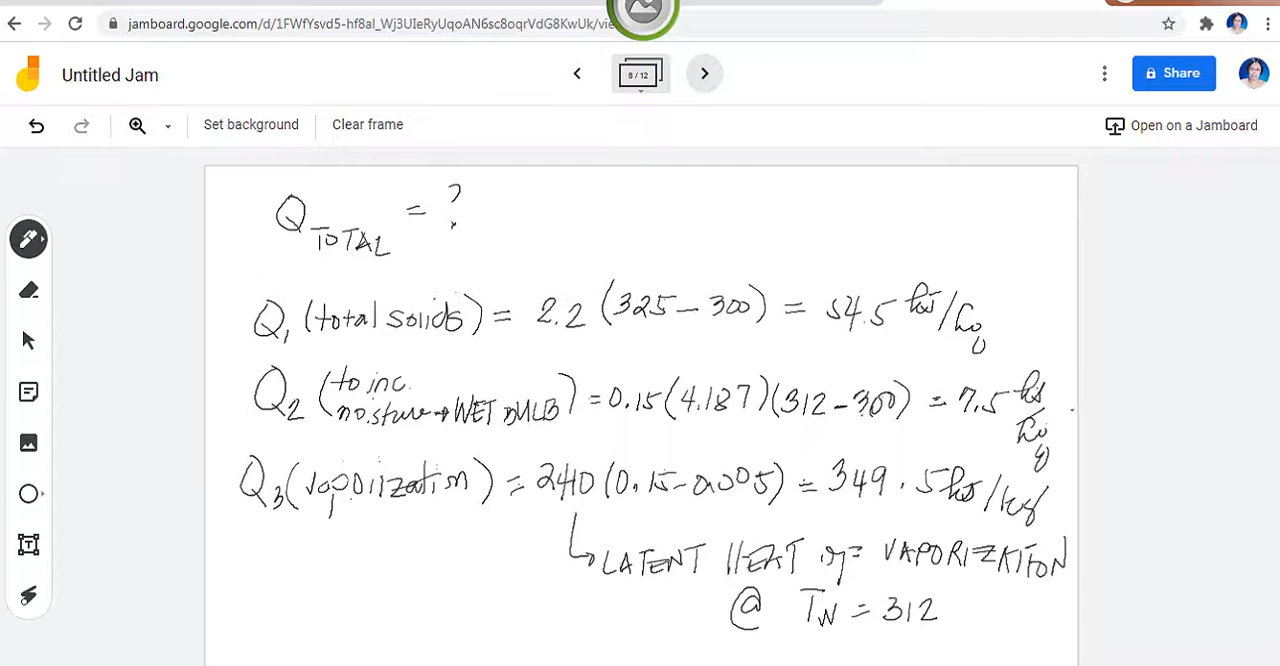 jamboard.google.com/d/1FWfYsvd5-hf8al_Wj3UIeRyUqoAN6sc8oqrVdG8KwUk/vie
Untitled Jam
8 / 12
Share
Set background
Clear frame
Open on a Jamboard
Q TOTAL = ?
Q1 (total solids) = 2.2 (325-300) = 54.5 kJ/kg
Q2 (to inc. moisture → WET BULB) = 0.15(4.187)(312-300) = 7.5 kJ/kg
Q3 (vaporization) = 2410 (0.15-0.005) = 349.5 kJ/kg
LATENT HEAT of VAPORIZATION
@ TW = 312